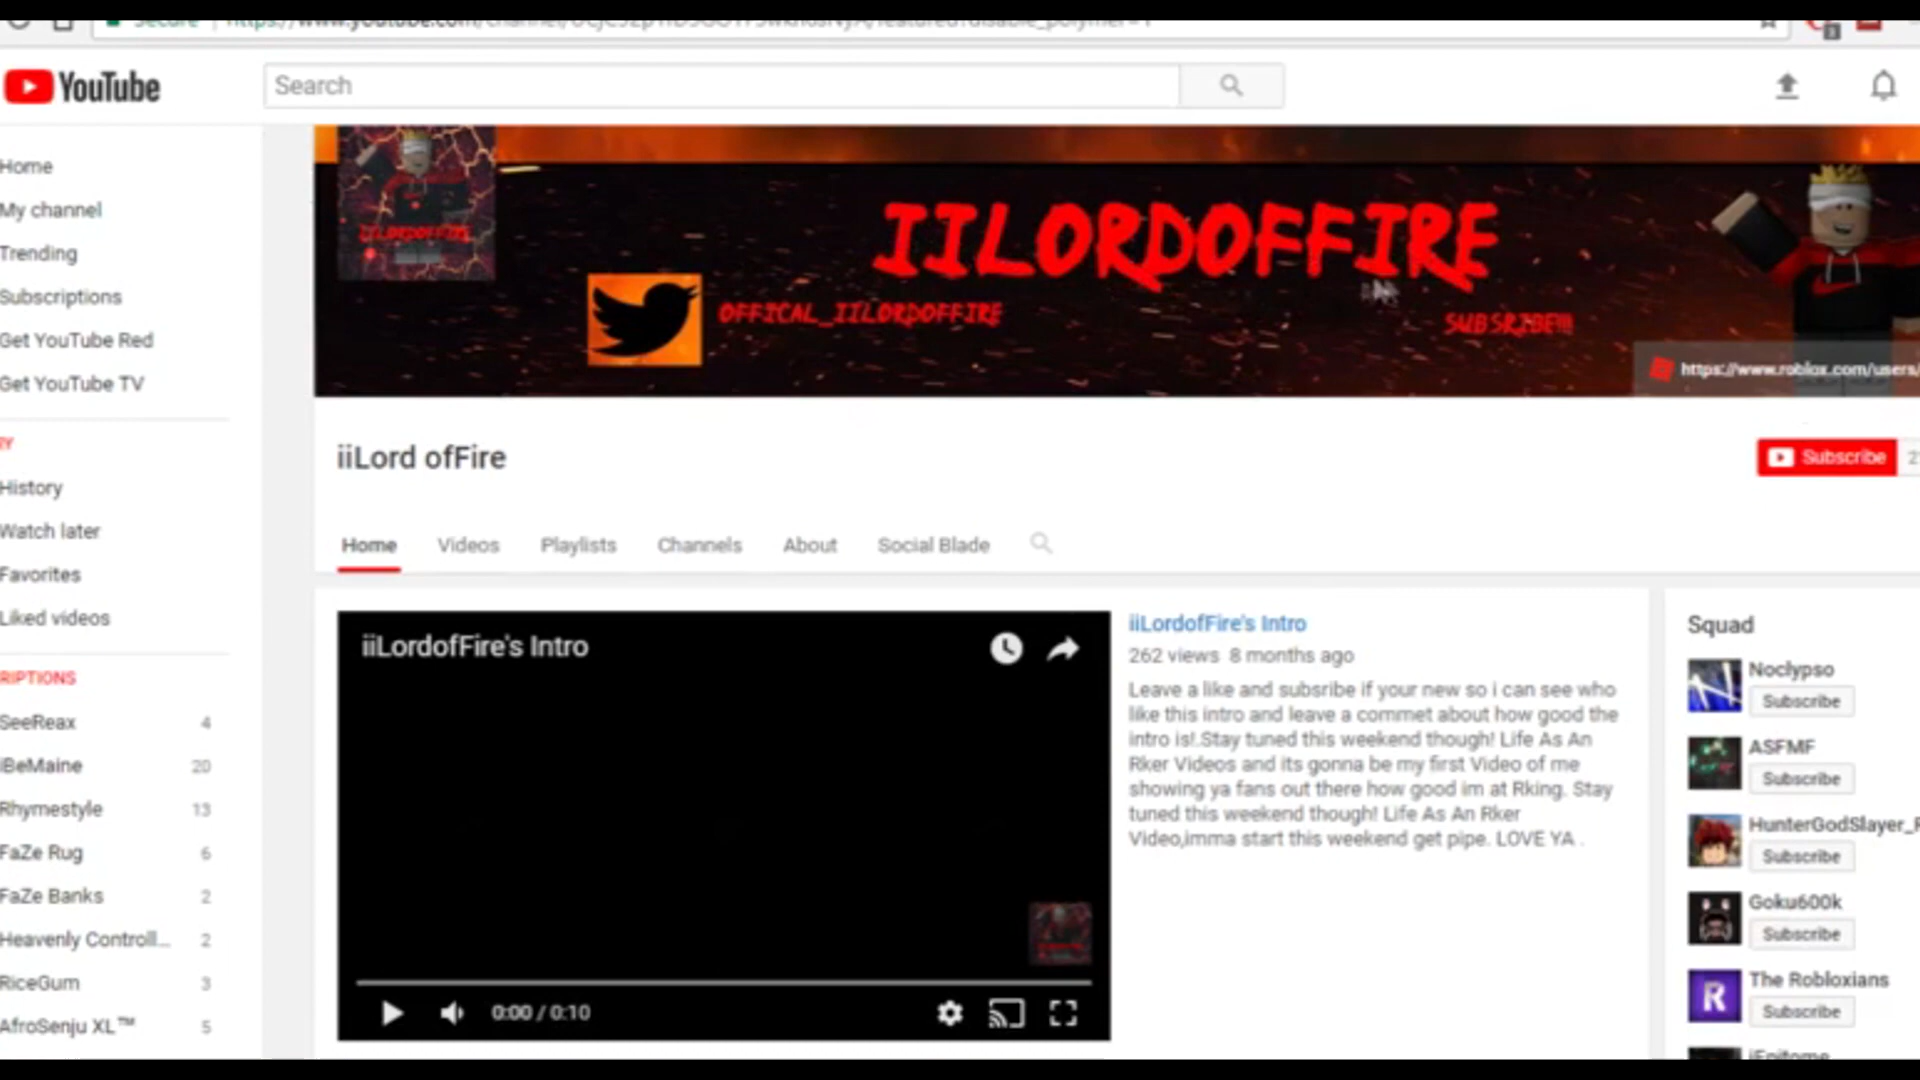 YouTube
Search
Home
My channel
Trending
Subscriptions
Get YouTube Red
Get YouTube TV
RY
History
Watch later
Favorites
Liked videos
RIPTIONS
SeeReax 4
iBeMaine 20
Rhymestyle 13
FaZe Rug 6
FaZe Banks 2
Heavenly Controll... 2
RiceGum 3
AfroSenju XL™ 5
IILORDOFFIRE
IILORDOFFIRE
OFFICAL_IILORDOFFIRE
SUBSRIBE!!!
https://www.roblox.com/users/
iiLord ofFire
Subscribe
Home Videos Playlists Channels About Social Blade
iiLordofFire's Intro
0:00 / 0:10
iiLordofFire's Intro
262 views 8 months ago
Leave a like and subsribe if your new so i can see who
like this intro and leave a commet about how good the
intro is!.Stay tuned this weekend though! Life As An
Rker Videos and its gonna be my first Video of me
showing ya fans out there how good im at Rking. Stay
tuned this weekend though! Life As An Rker
Video,imma start this weekend get pipe. LOVE YA .
Squad
Noclypso
Subscribe
ASFMF
Subscribe
HunterGodSlayer_
Subscribe
Goku600k
Subscribe
The Robloxians
Subscribe
iEpitome